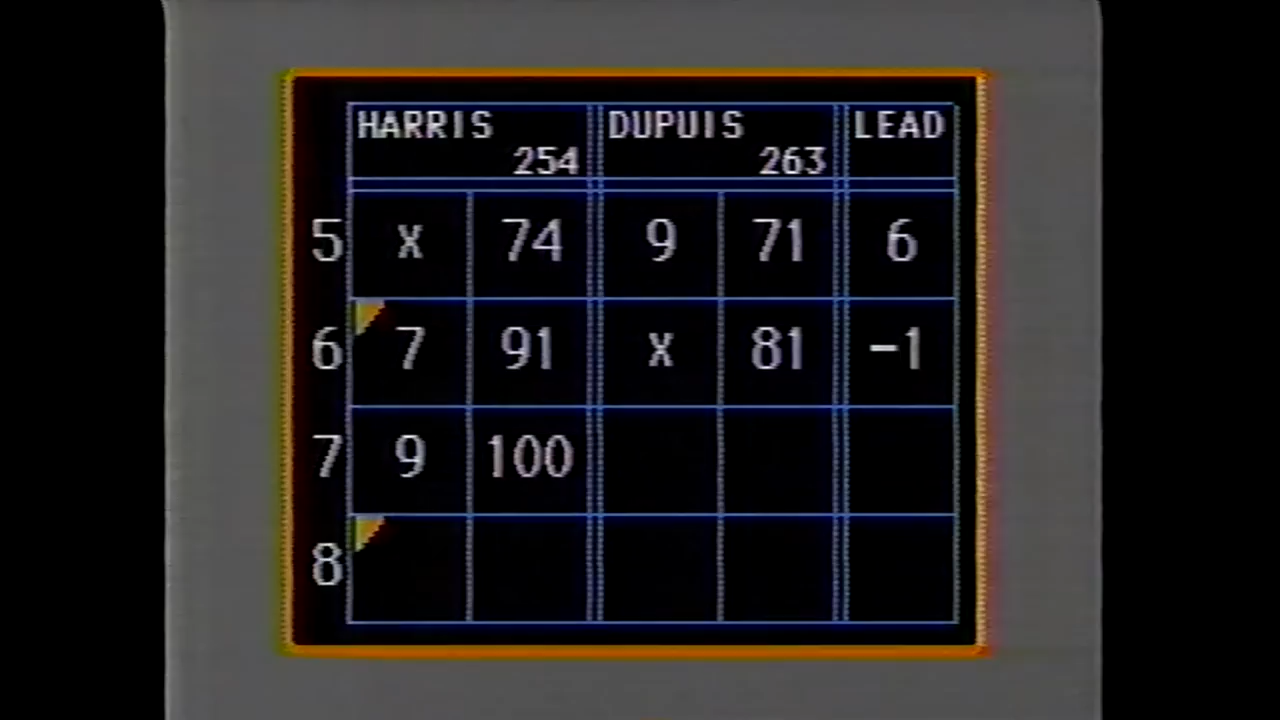 HARRIS DUPUIS LEAD
254 263
5 x 74 9 71 6
6 7 91 x 81 -1
7 9 100
8